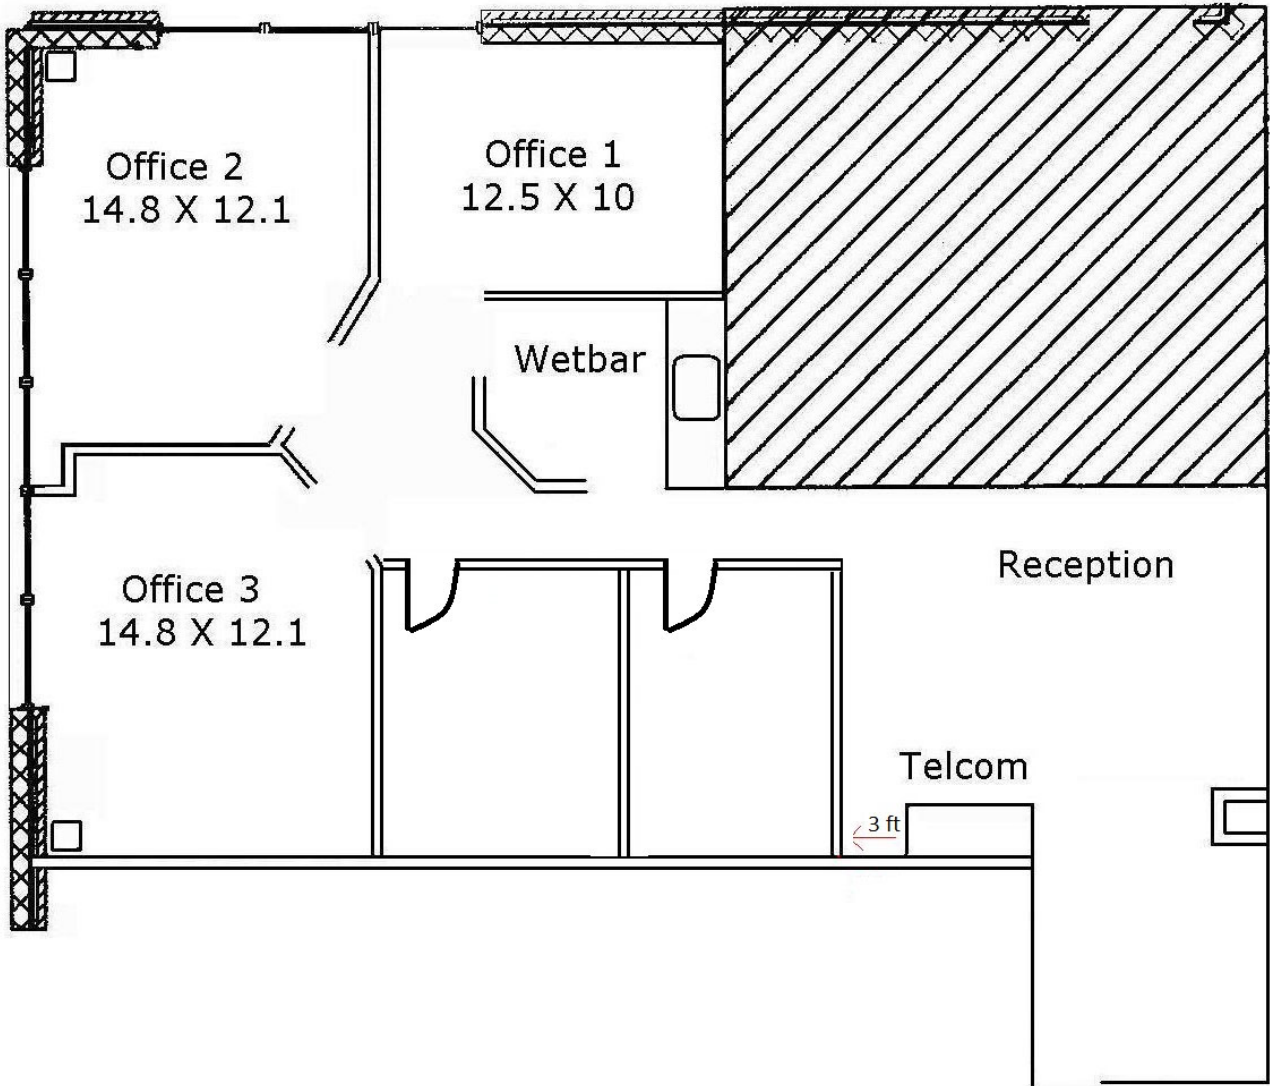 Office 2
14.8 X 12.1
Office 1
12.5 X 10
Wetbar
Reception
Office 3
14.8 X 12.1
Telcom
3 ft